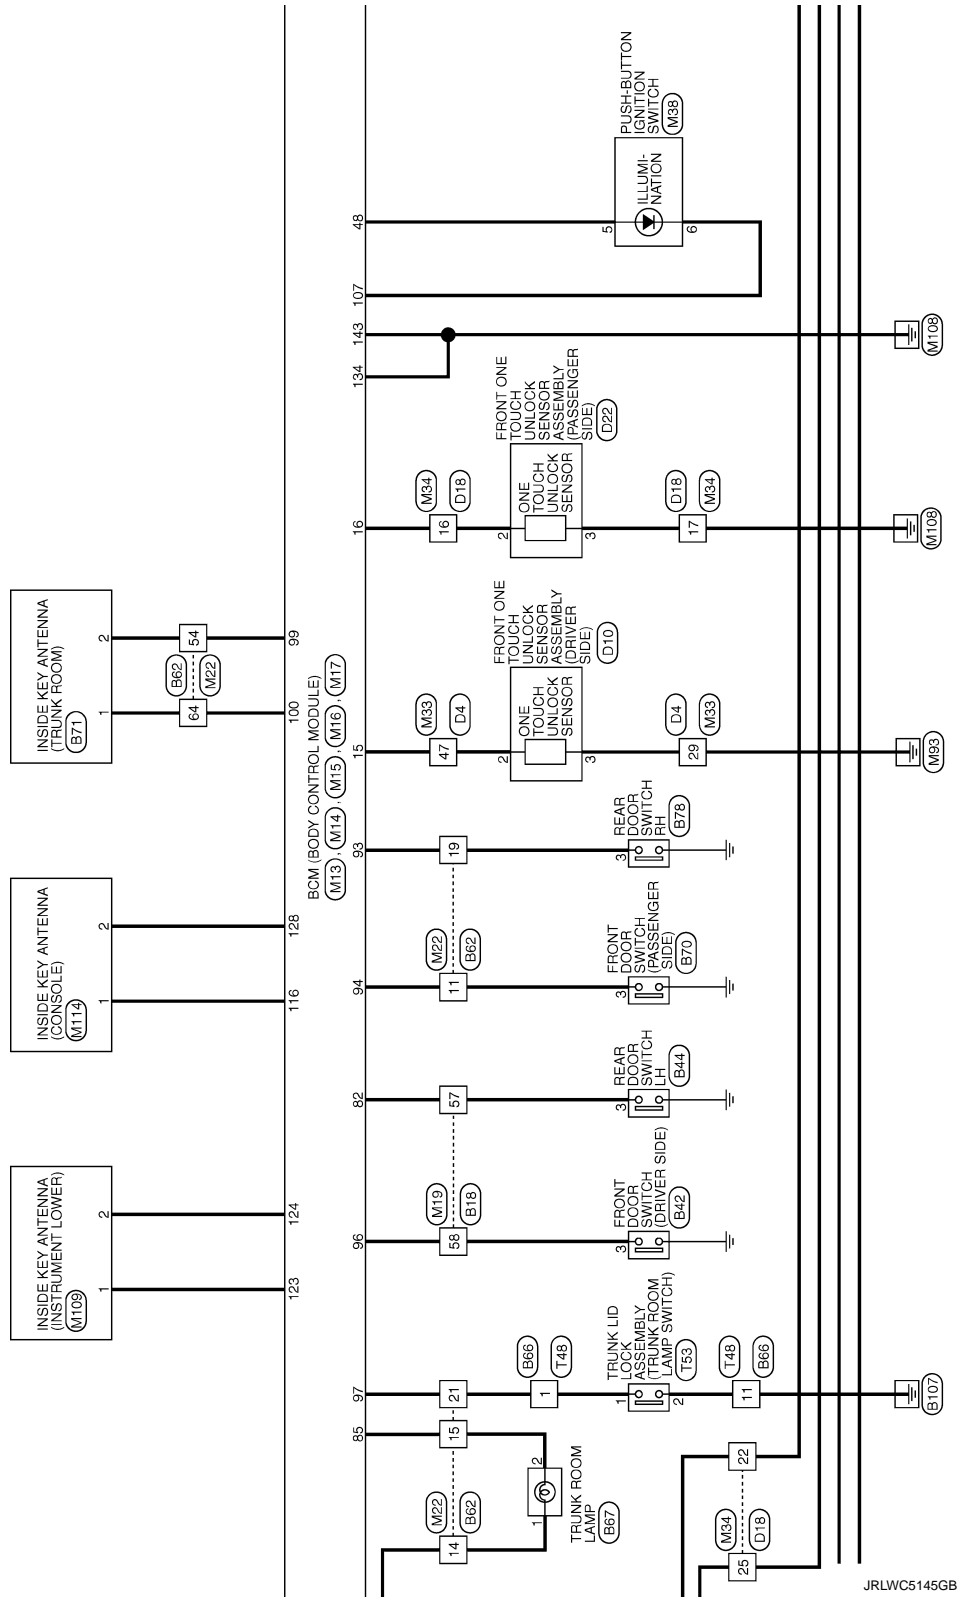 INSIDE KEY ANTENNA
(INSTRUMENT LOWER)
M109
1
2
123
124
INSIDE KEY ANTENNA
(CONSOLE)
M114
1
2
116
128
INSIDE KEY ANTENNA
(TRUNK ROOM)
B71
1
2
64
54
B62
M22
100
99
BCM (BODY CONTROL MODULE)
M13 , M14 , M15 , M16 , M17
85
97
96
82
94
93
15
16
134
143
107
48
14
M22
B62
15
21
1
2
TRUNK ROOM
LAMP
B67
B66
T48
1
1
2
TRUNK LID
LOCK
ASSEMBLY
(TRUNK ROOM
LAMP SWITCH)
T53
T48
B66
11
B107
58
M19
B18
57
3
FRONT
DOOR
SWITCH
(DRIVER SIDE)
B42
3
REAR
DOOR
SWITCH
LH
B44
11
M22
B62
19
3
FRONT
DOOR
SWITCH
(PASSENGER
SIDE)
B70
3
REAR
DOOR
SWITCH
RH
B78
47
M33
D4
2
3
ONE
TOUCH
UNLOCK
SENSOR
FRONT ONE
TOUCH
UNLOCK
SENSOR
ASSEMBLY
(DRIVER
SIDE)
D10
29
D4
M33
M93
16
M34
D18
2
3
ONE
TOUCH
UNLOCK
SENSOR
FRONT ONE
TOUCH
UNLOCK
SENSOR
ASSEMBLY
(PASSENGER
SIDE)
D22
17
D18
M34
M108
M108
5
6
ILLUMI-
NATION
PUSH-BUTTON
IGNITION
SWITCH
M38
25
M34
D18
22
JRLWC5145GB